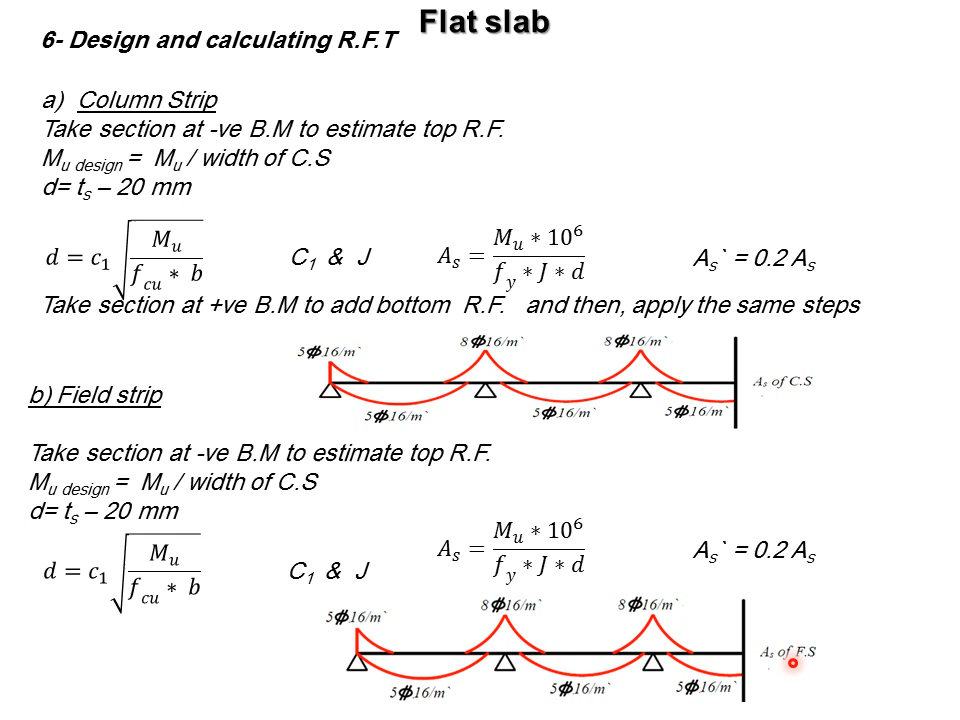 Flat slab
6- Design and calculating R.F.T
a) Column Strip
Take section at -ve B.M to estimate top R.F.
Mu design = Mu / width of C.S
d= ts – 20 mm
𝑑 = 𝑐1 √(𝑀𝑢 / (𝑓𝑐𝑢 ∗ 𝑏)) C1 & J 𝐴𝑠 = (𝑀𝑢 ∗ 10^6) / (𝑓𝑦 ∗ 𝐽 ∗ 𝑑) As` = 0.2 As
Take section at +ve B.M to add bottom R.F. and then, apply the same steps
5ϕ16/m` 8ϕ16/m` 8ϕ16/m`
As of C.S
5ϕ16/m` 5ϕ16/m` 5ϕ16/m`
b) Field strip
Take section at -ve B.M to estimate top R.F.
Mu design = Mu / width of C.S
d= ts – 20 mm
𝑑 = 𝑐1 √(𝑀𝑢 / (𝑓𝑐𝑢 ∗ 𝑏)) C1 & J 𝐴𝑠 = (𝑀𝑢 ∗ 10^6) / (𝑓𝑦 ∗ 𝐽 ∗ 𝑑) As` = 0.2 As
5ϕ16/m` 8ϕ16/m` 8ϕ16/m`
As of F.S
5ϕ16/m` 5ϕ16/m` 5ϕ16/m`